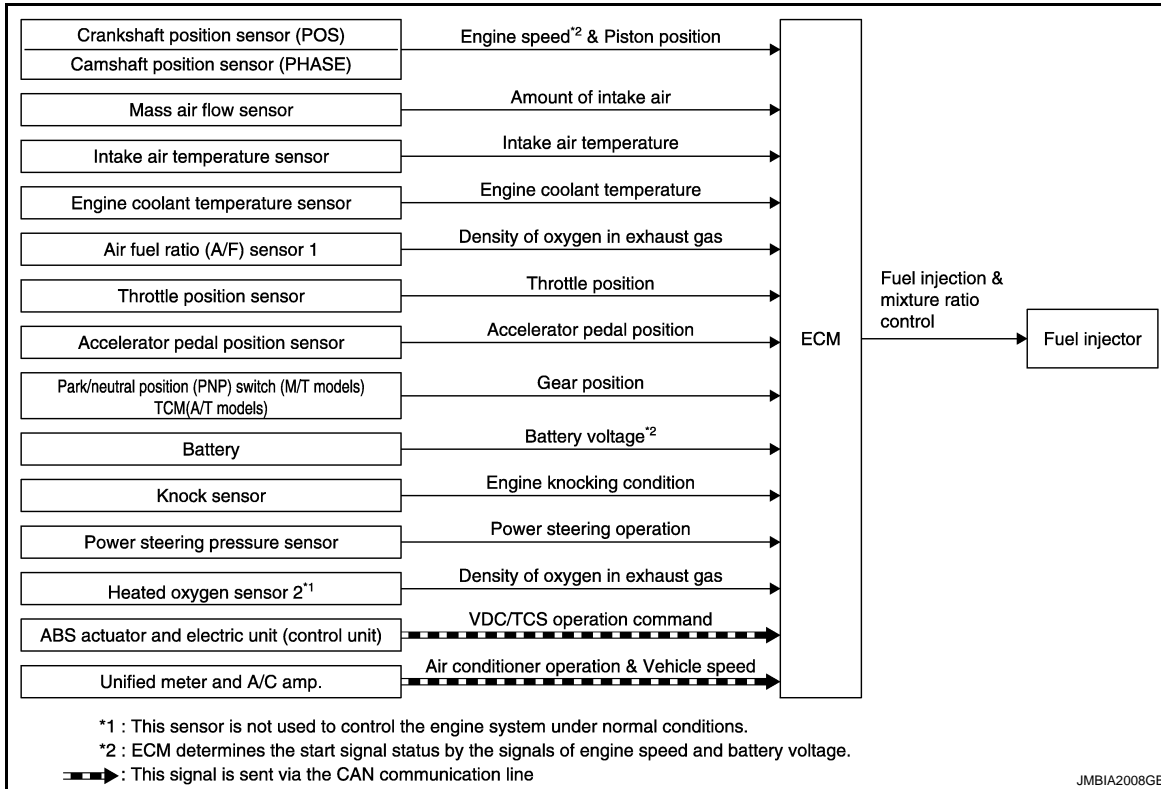 Crankshaft position sensor (POS)
Camshaft position sensor (PHASE)
Engine speed*2 & Piston position
Mass air flow sensor
Amount of intake air
Intake air temperature sensor
Intake air temperature
Engine coolant temperature sensor
Engine coolant temperature
Air fuel ratio (A/F) sensor 1
Density of oxygen in exhaust gas
Throttle position sensor
Throttle position
Accelerator pedal position sensor
Accelerator pedal position
Park/neutral position (PNP) switch (M/T models)
TCM(A/T models)
Gear position
Battery
Battery voltage*2
Knock sensor
Engine knocking condition
Power steering pressure sensor
Power steering operation
Heated oxygen sensor 2*1
Density of oxygen in exhaust gas
ABS actuator and electric unit (control unit)
VDC/TCS operation command
Unified meter and A/C amp.
Air conditioner operation & Vehicle speed
ECM
Fuel injection &
mixture ratio
control
Fuel injector
*1 : This sensor is not used to control the engine system under normal conditions.
*2 : ECM determines the start signal status by the signals of engine speed and battery voltage.
: This signal is sent via the CAN communication line
JMBIA2008GB